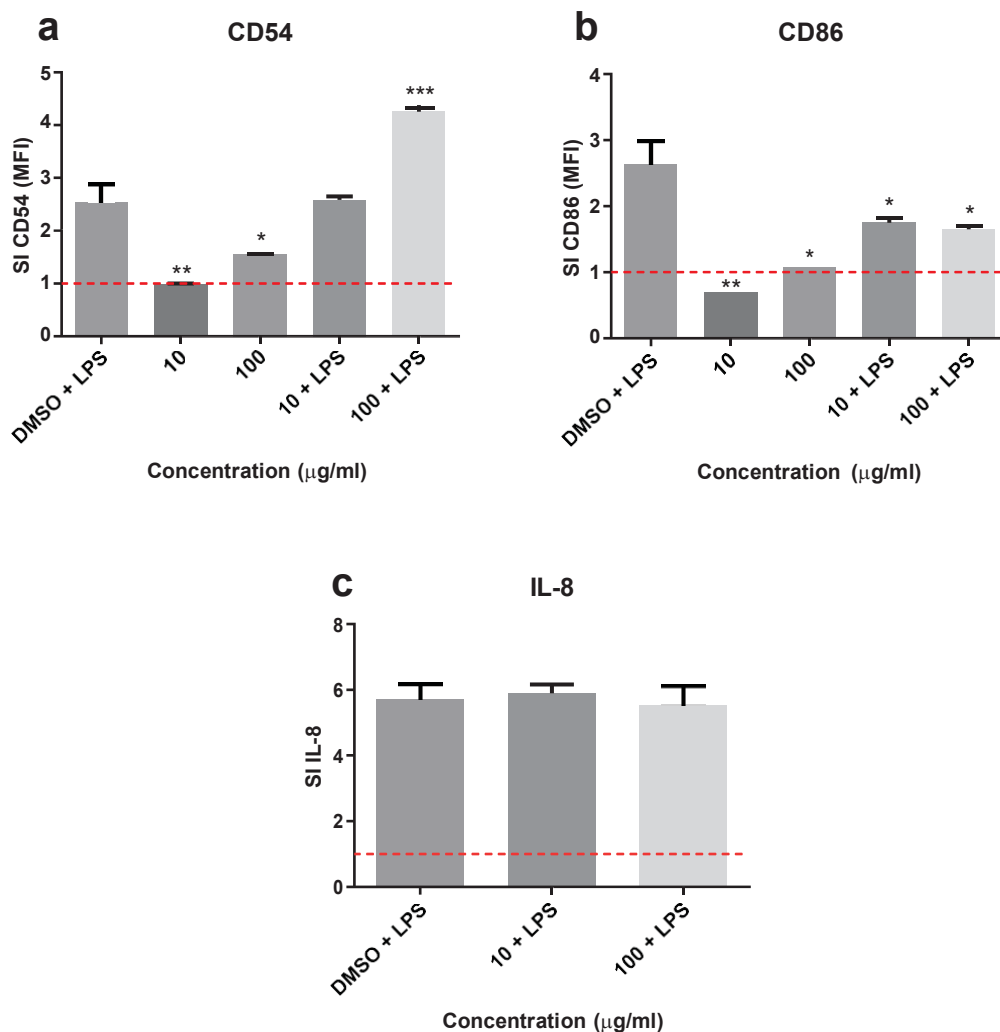 a
CD54
SI CD54 (MFI)
5
4
3
2
1
0
***
**
*
DMSO + LPS
10
100
10 + LPS
100 + LPS
Concentration (μg/ml)
b
CD86
SI CD86 (MFI)
4
3
2
1
0
**
*
*
*
DMSO + LPS
10
100
10 + LPS
100 + LPS
Concentration (μg/ml)
c
IL-8
SI IL-8
8
6
4
2
0
DMSO + LPS
10 + LPS
100 + LPS
Concentration (μg/ml)